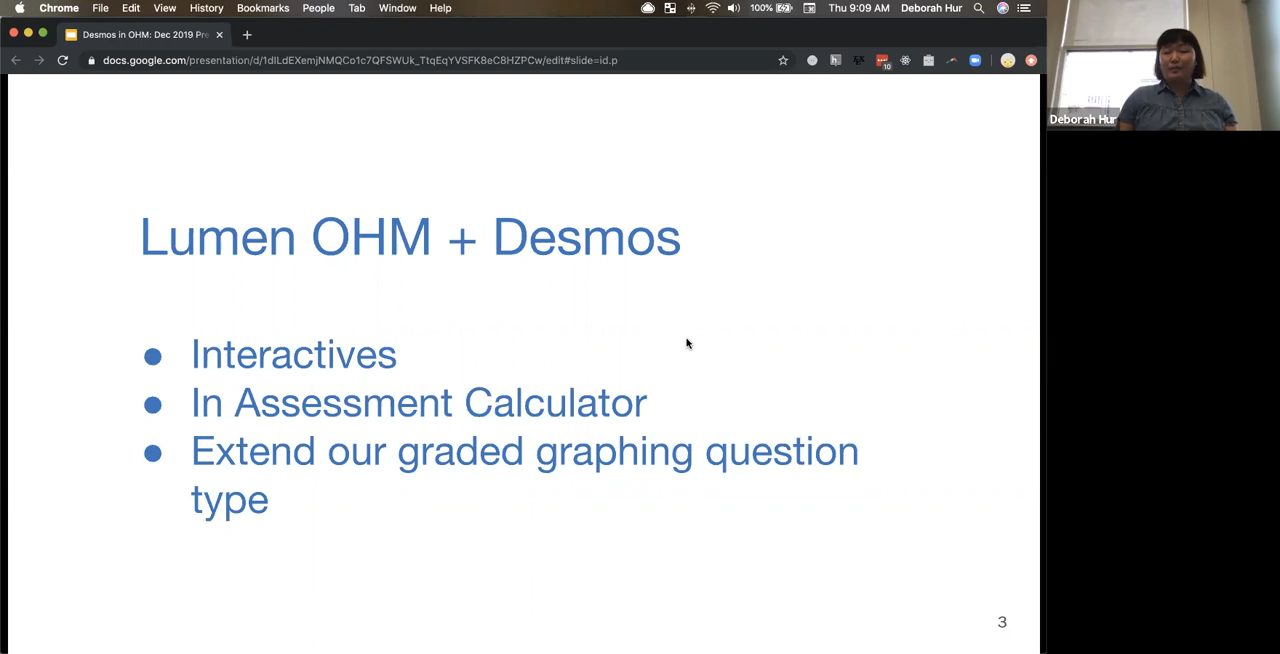 Chrome File Edit View History Bookmarks People Tab Window Help 100% Thu 9:09 AM Deborah Hur
Desmos in OHM: Dec 2019 Pre
docs.google.com/presentation/d/1dlLdEXemjNMQCo1c7QFSWUk_TtqEqYVSFK8eC8HZPCw/edit#slide=id.p
10
Deborah Hur
Lumen OHM + Desmos
● Interactives
● In Assessment Calculator
● Extend our graded graphing question
type
3